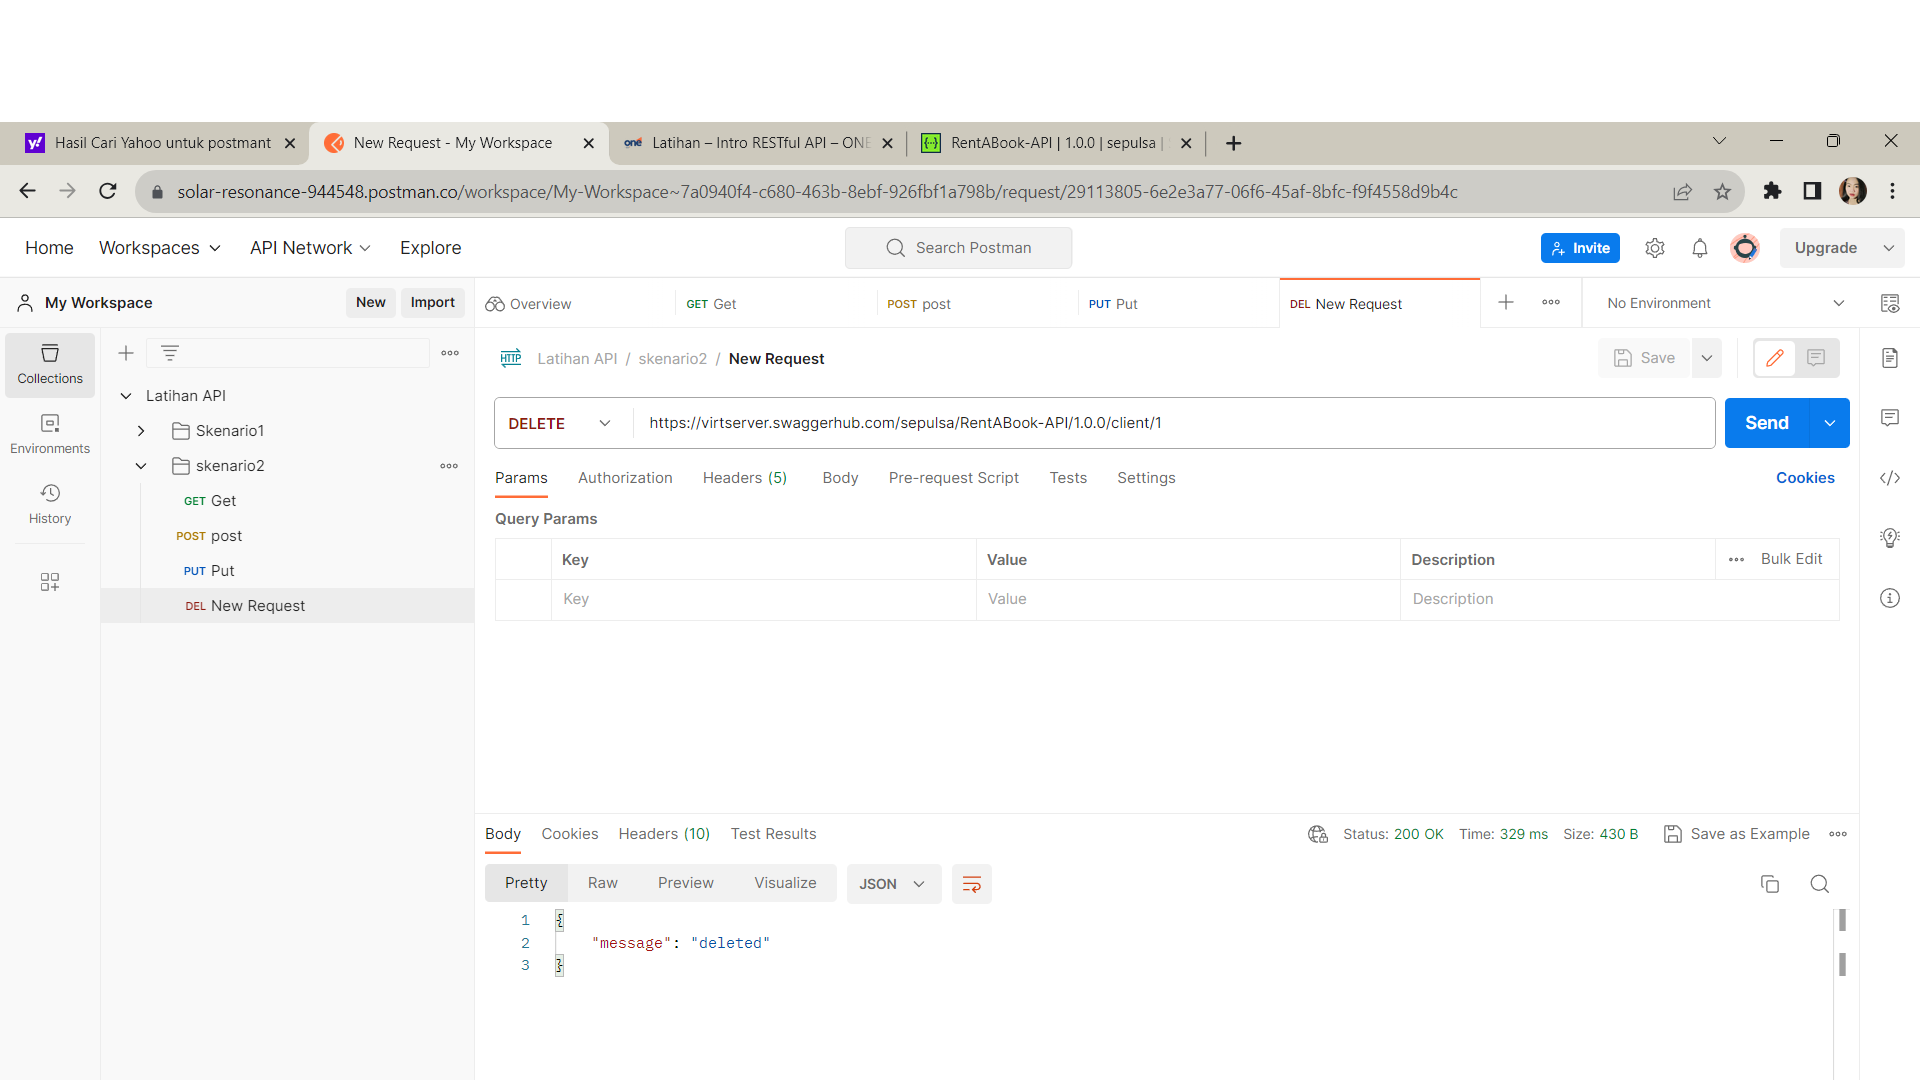 Hasil Cari Yahoo untuk postmant
New Request - My Workspace
one
Latihan – Intro RESTful API – ONE
RentABook-API | 1.0.0 | sepulsa |
solar-resonance-944548.postman.co/workspace/My-Workspace~7a0940f4-c680-463b-8ebf-926fbf1a798b/request/29113805-6e2e3a77-06f6-45af-8bfc-f9f4558d9b4c
Home Workspaces API Network Explore
Search Postman
Invite
Upgrade
My Workspace
New Import
Overview
GET Get
POST post
PUT Put
DEL New Request
No Environment
Collections
Environments
History
Latihan API
Skenario1
skenario2
GET Get
POST post
PUT Put
DEL New Request
HTTP Latihan API / skenario2 / New Request
Save
DELETE https://virtserver.swaggerhub.com/sepulsa/RentABook-API/1.0.0/client/1
Send
Params Authorization Headers (5) Body Pre-request Script Tests Settings
Cookies
Query Params
Key Value Description Bulk Edit
Key Value Description
Body Cookies Headers (10) Test Results
Status: 200 OK Time: 329 ms Size: 430 B Save as Example
Pretty Raw Preview Visualize JSON
1 {
2 "message": "deleted"
3 }